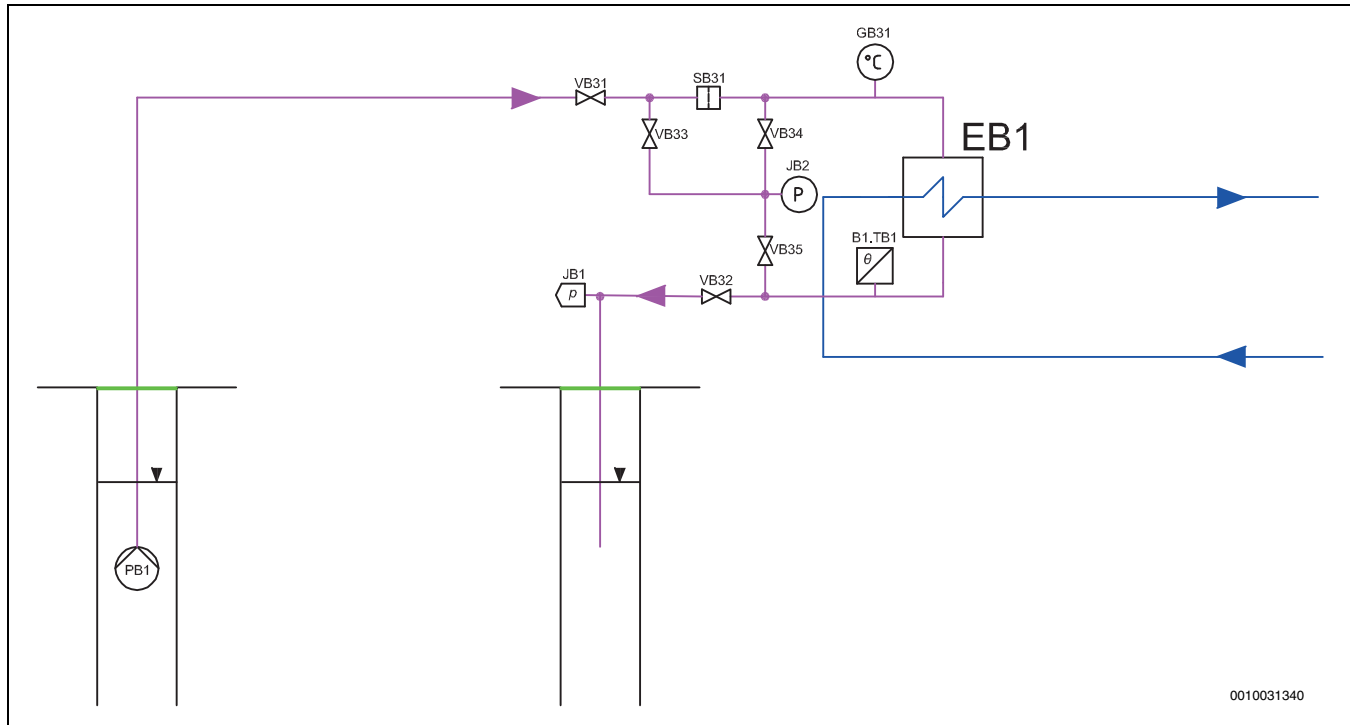 GB31
°C
VB31
SB31
VB33
VB34
EB1
JB2
P
B1.TB1
θ
VB35
JB1
p
VB32
PB1
0010031340